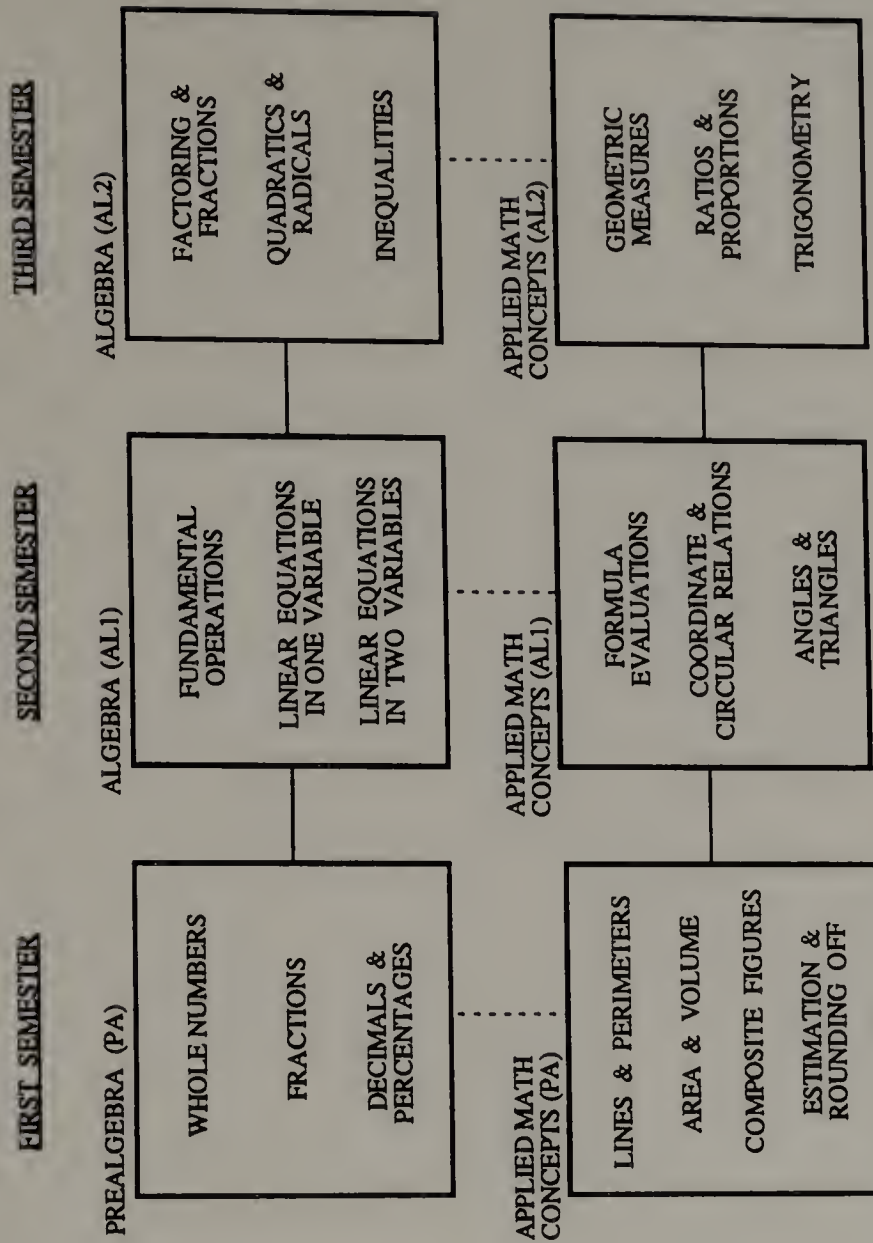 FIRST SEMESTER
SECOND SEMESTER
THIRD SEMESTER
PREALGEBRA (PA)
WHOLE NUMBERS
FRACTIONS
DECIMALS &
PERCENTAGES
ALGEBRA (AL1)
FUNDAMENTAL
OPERATIONS
LINEAR EQUATIONS
IN ONE VARIABLE
LINEAR EQUATIONS
IN TWO VARIABLES
ALGEBRA (AL2)
FACTORING &
FRACTIONS
QUADRATICS &
RADICALS
INEQUALITIES
APPLIED MATH
CONCEPTS (PA)
LINES & PERIMETERS
AREA & VOLUME
COMPOSITE FIGURES
ESTIMATION &
ROUNDING OFF
APPLIED MATH
CONCEPTS (AL1)
FORMULA
EVALUATIONS
COORDINATE &
CIRCULAR RELATIONS
ANGLES &
TRIANGLES
APPLIED MATH
CONCEPTS (AL2)
GEOMETRIC
MEASURES
RATIOS &
PROPORTIONS
TRIGONOMETRY